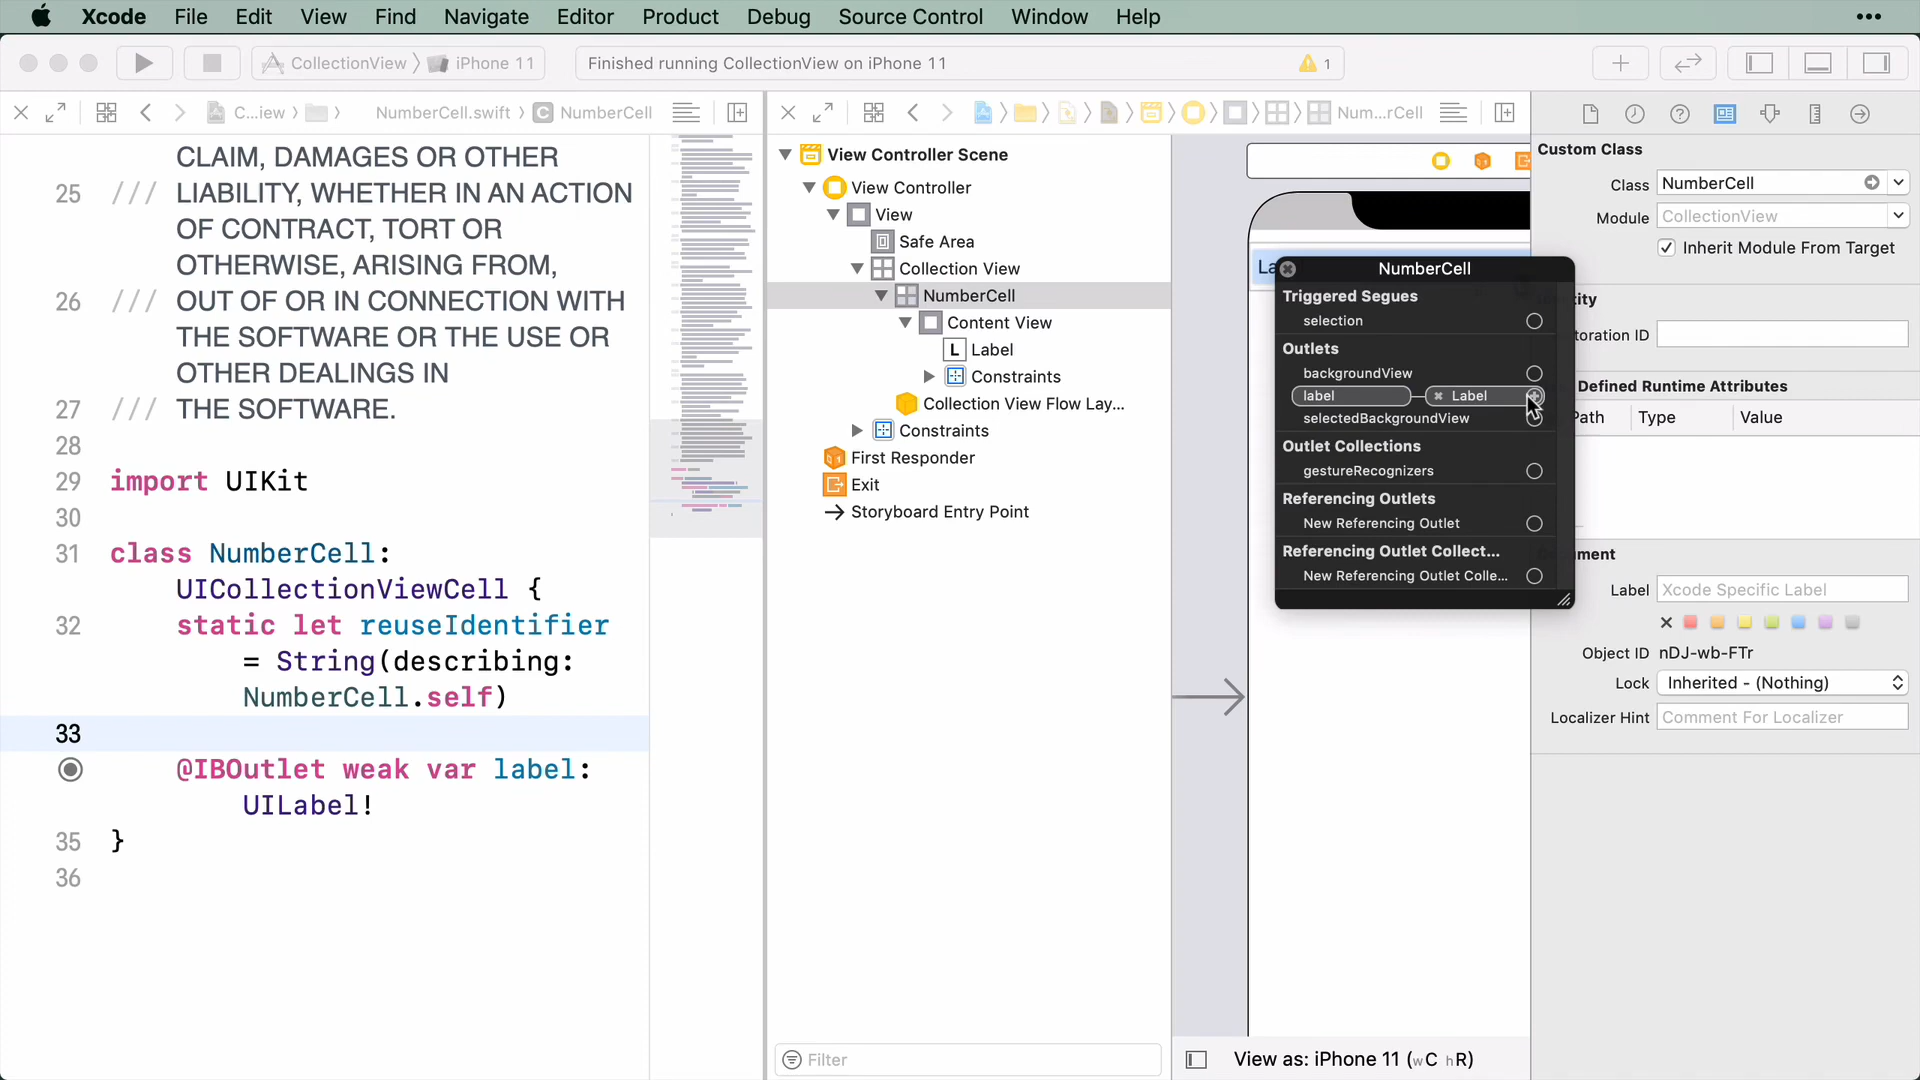 Xcode File Edit View Find Navigate Editor Product Debug Source Control Window Help
CollectionView iPhone 11
Finished running CollectionView on iPhone 11
1
C...iew NumberCell.swift C NumberCell
Num...rCell
CLAIM, DAMAGES OR OTHER
25 /// LIABILITY, WHETHER IN AN ACTION
OF CONTRACT, TORT OR
OTHERWISE, ARISING FROM,
26 /// OUT OF OR IN CONNECTION WITH
THE SOFTWARE OR THE USE OR
OTHER DEALINGS IN
27 /// THE SOFTWARE.
28
29 import UIKit
30
31 class NumberCell:
UICollectionViewCell {
32 static let reuseIdentifier
= String(describing:
NumberCell.self)
33
@IBOutlet weak var label:
UILabel!
35 }
36
View Controller Scene
View Controller
View
Safe Area
Collection View
NumberCell
Content View
L Label
Constraints
Collection View Flow Lay...
Constraints
First Responder
Exit
Storyboard Entry Point
Filter
La
NumberCell
Triggered Segues
selection
Outlets
backgroundView
label Label
selectedBackgroundView
Outlet Collections
gestureRecognizers
Referencing Outlets
New Referencing Outlet
Referencing Outlet Collect...
New Referencing Outlet Colle...
View as: iPhone 11 (wC hR)
Custom Class
Class NumberCell
Module CollectionView
Inherit Module From Target
tity
toration ID
Defined Runtime Attributes
Path Type Value
ument
Label Xcode Specific Label
Object ID nDJ-wb-FTr
Lock Inherited - (Nothing)
Localizer Hint Comment For Localizer